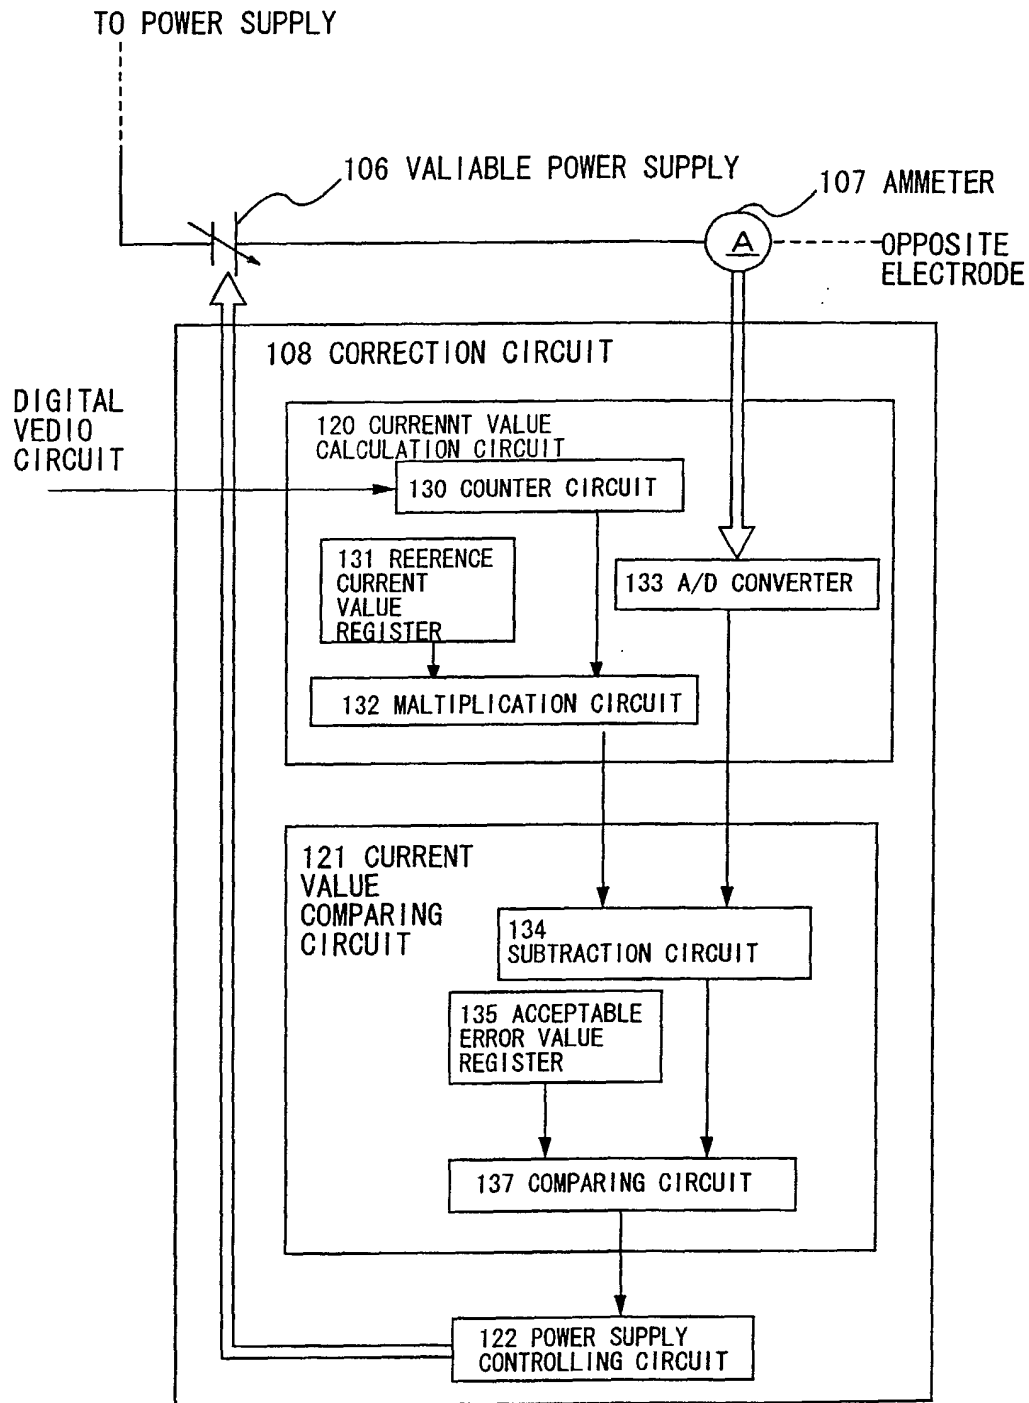 TO POWER SUPPLY
106 VALIABLE POWER SUPPLY
107 AMMETER
A
OPPOSITE
ELECTRODE
108 CORRECTION CIRCUIT
DIGITAL
VEDIO
CIRCUIT
120 CURRENNT VALUE
CALCULATION CIRCUIT
130 COUNTER CIRCUIT
131 REERENCE
CURRENT
VALUE
REGISTER
133 A/D CONVERTER
132 MALTIPLICATION CIRCUIT
121 CURRENT
VALUE
COMPARING
CIRCUIT
134
SUBTRACTION CIRCUIT
135 ACCEPTABLE
ERROR VALUE
REGISTER
137 COMPARING CIRCUIT
122 POWER SUPPLY
CONTROLLING CIRCUIT